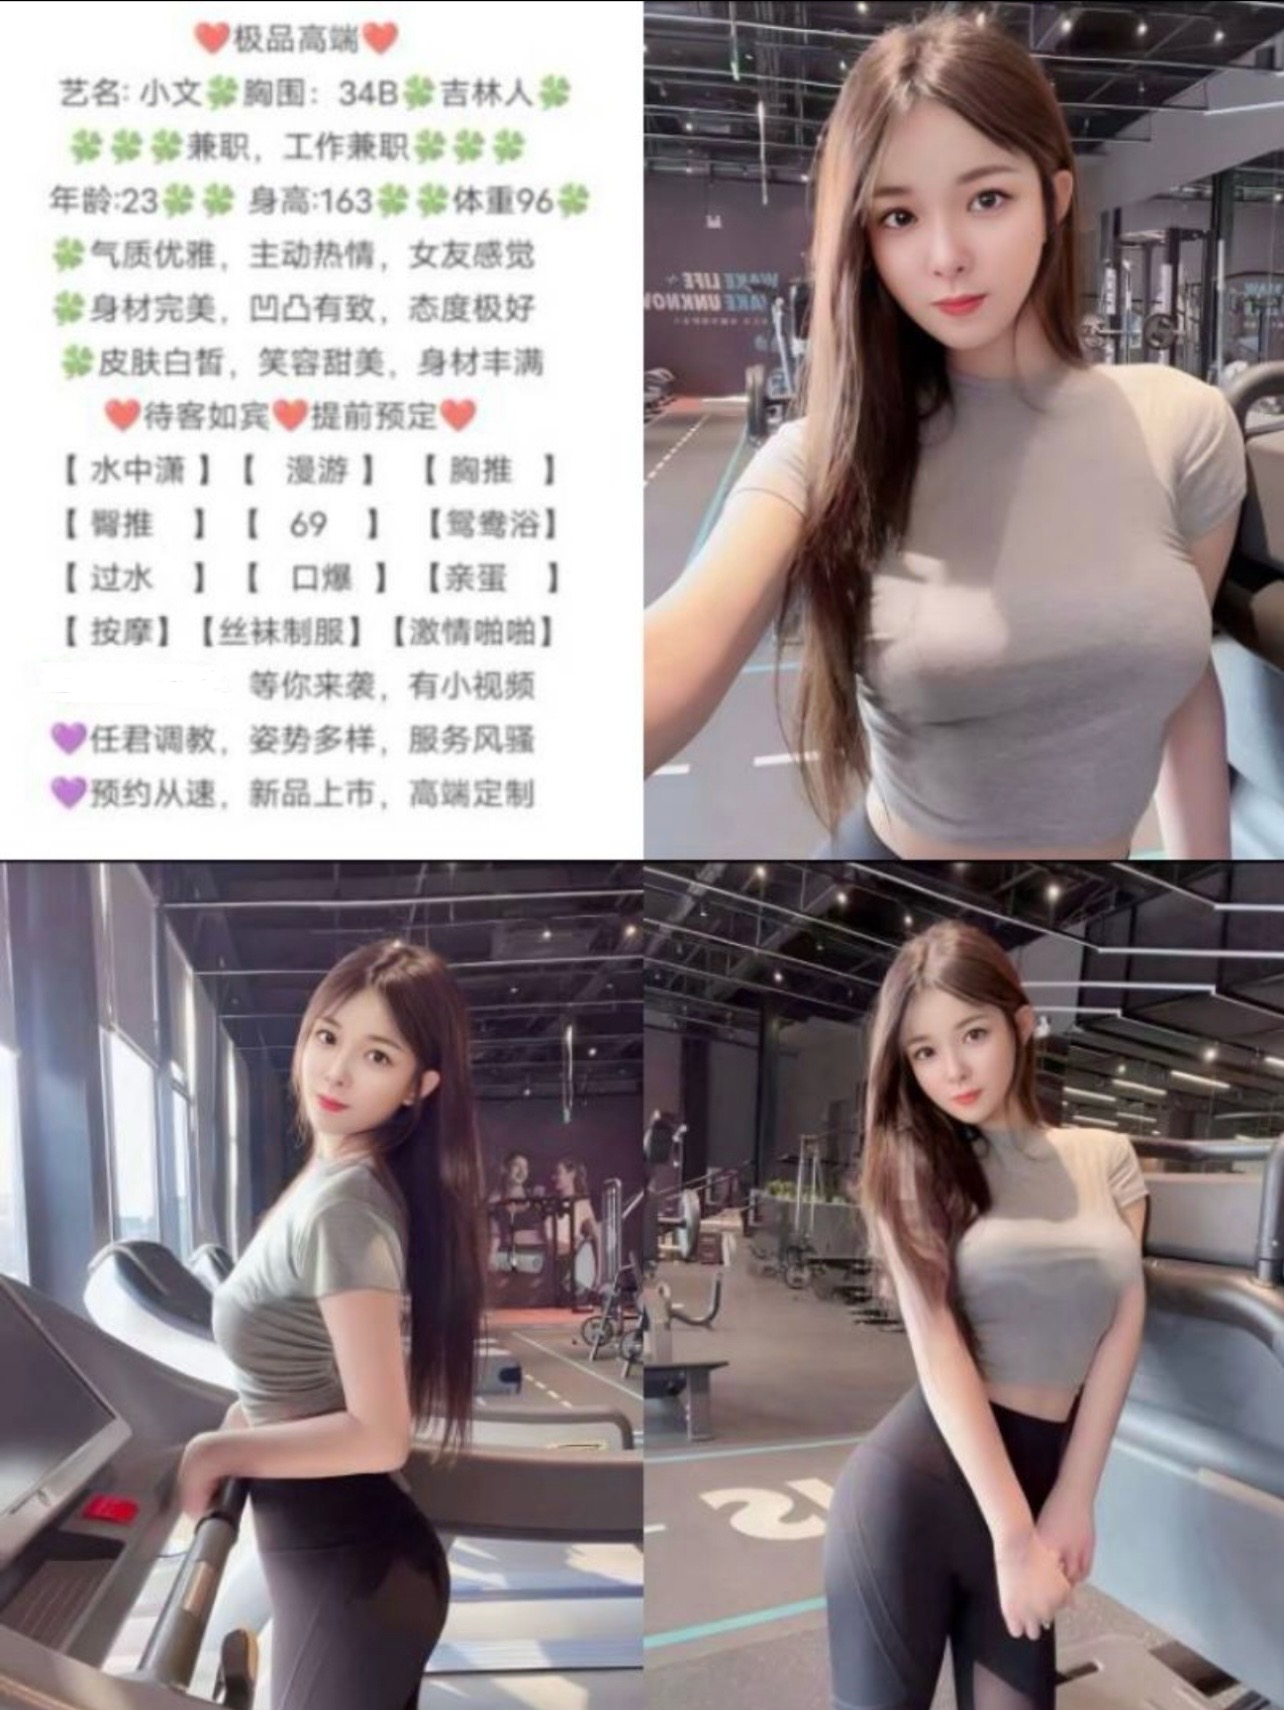 ❤️极品高端❤️
艺名: 小文🍀胸围：34B🍀吉林人🍀
🍀🍀🍀兼职，工作兼职🍀🍀🍀
年龄:23🍀🍀 身高:163🍀🍀体重96🍀
🍀气质优雅，主动热情，女友感觉
🍀身材完美，凹凸有致，态度极好
🍀皮肤白皙，笑容甜美，身材丰满
❤️待客如宾❤️提前预定❤️
【 水中潇 】【 漫游 】 【 胸推 】
【 臀推 】 【 69 】 【鸳鸯浴】
【 过水 】 【 口爆 】 【亲蛋 】
【 按摩】【丝袜制服】【激情啪啪】
等你来袭，有小视频
💜任君调教，姿势多样，服务风骚
💜预约从速，新品上市，高端定制
WAKE LIFE
WAKE UNKNOW